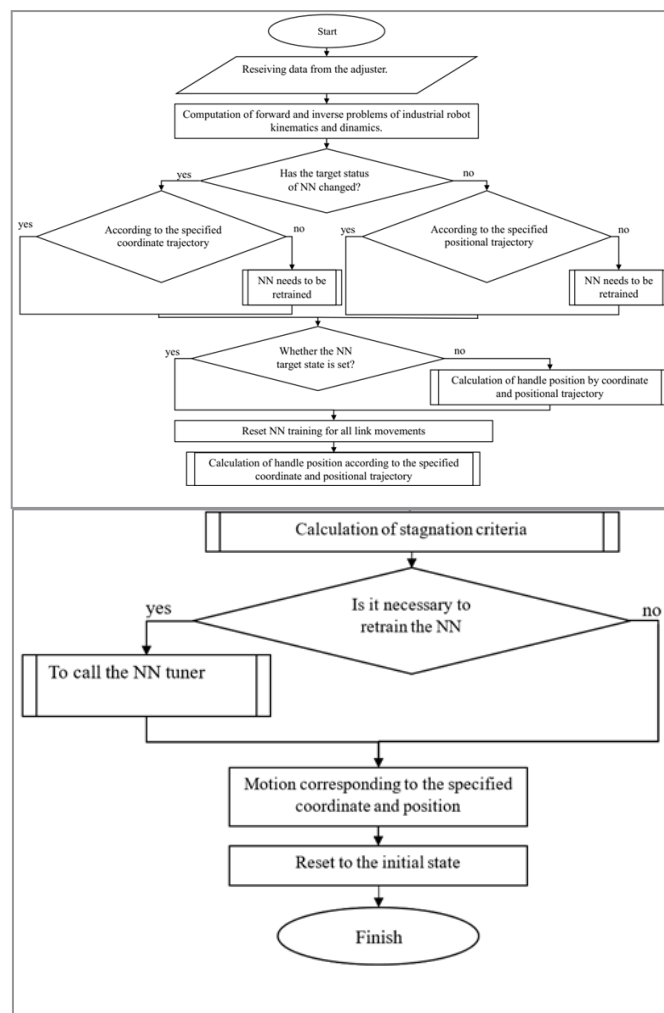 Start
Reseiving data from the adjuster.
Computation of forward and inverse problems of industrial robot
kinematics and dinamics.
yes
Has the target status
of NN changed?
no
yes
According to the specified
coordinate trajectory
no
yes
According to the specified
positional trajectory
no
NN needs to be
retrained
NN needs to be
retrained
yes
Whether the NN
target state is set?
no
Calculation of handle position by coordinate
and positional trajectory
Reset NN training for all link movements
Calculation of handle position according to the specified
coordinate and positional trajectory
Calculation of stagnation criteria
yes
Is it necessary to
retrain the NN
no
To call the NN tuner
Motion corresponding to the specified
coordinate and position
Reset to the initial state
Finish